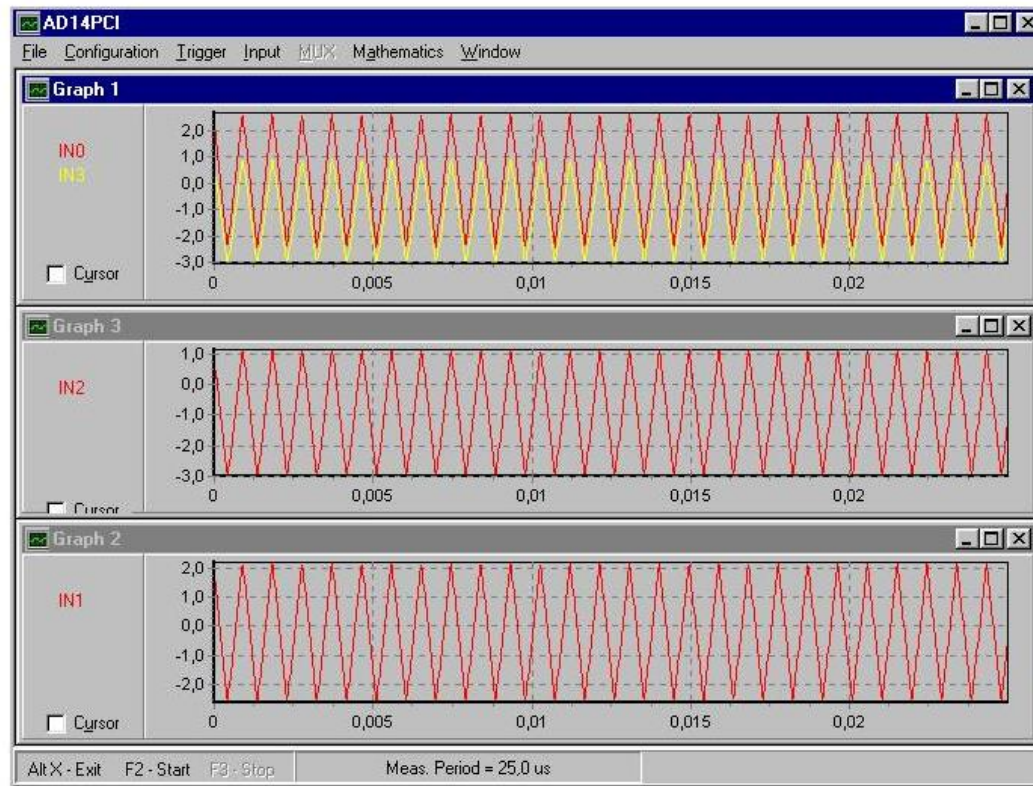 AD14PCI
File Configuration Trigger Input MUX Mathematics Window
Graph 1
IN0
IN3
Cursor
2,0
1,0
0,0
-1,0
-2,0
-3,0
0 0,005 0,01 0,015 0,02
Graph 3
IN2
Cursor
1,0
0,0
-1,0
-2,0
-3,0
0 0,005 0,01 0,015 0,02
Graph 2
IN1
Cursor
2,0
1,0
0,0
-1,0
-2,0
0 0,005 0,01 0,015 0,02
Alt X - Exit F2 - Start F3 - Stop Meas. Period = 25,0 us